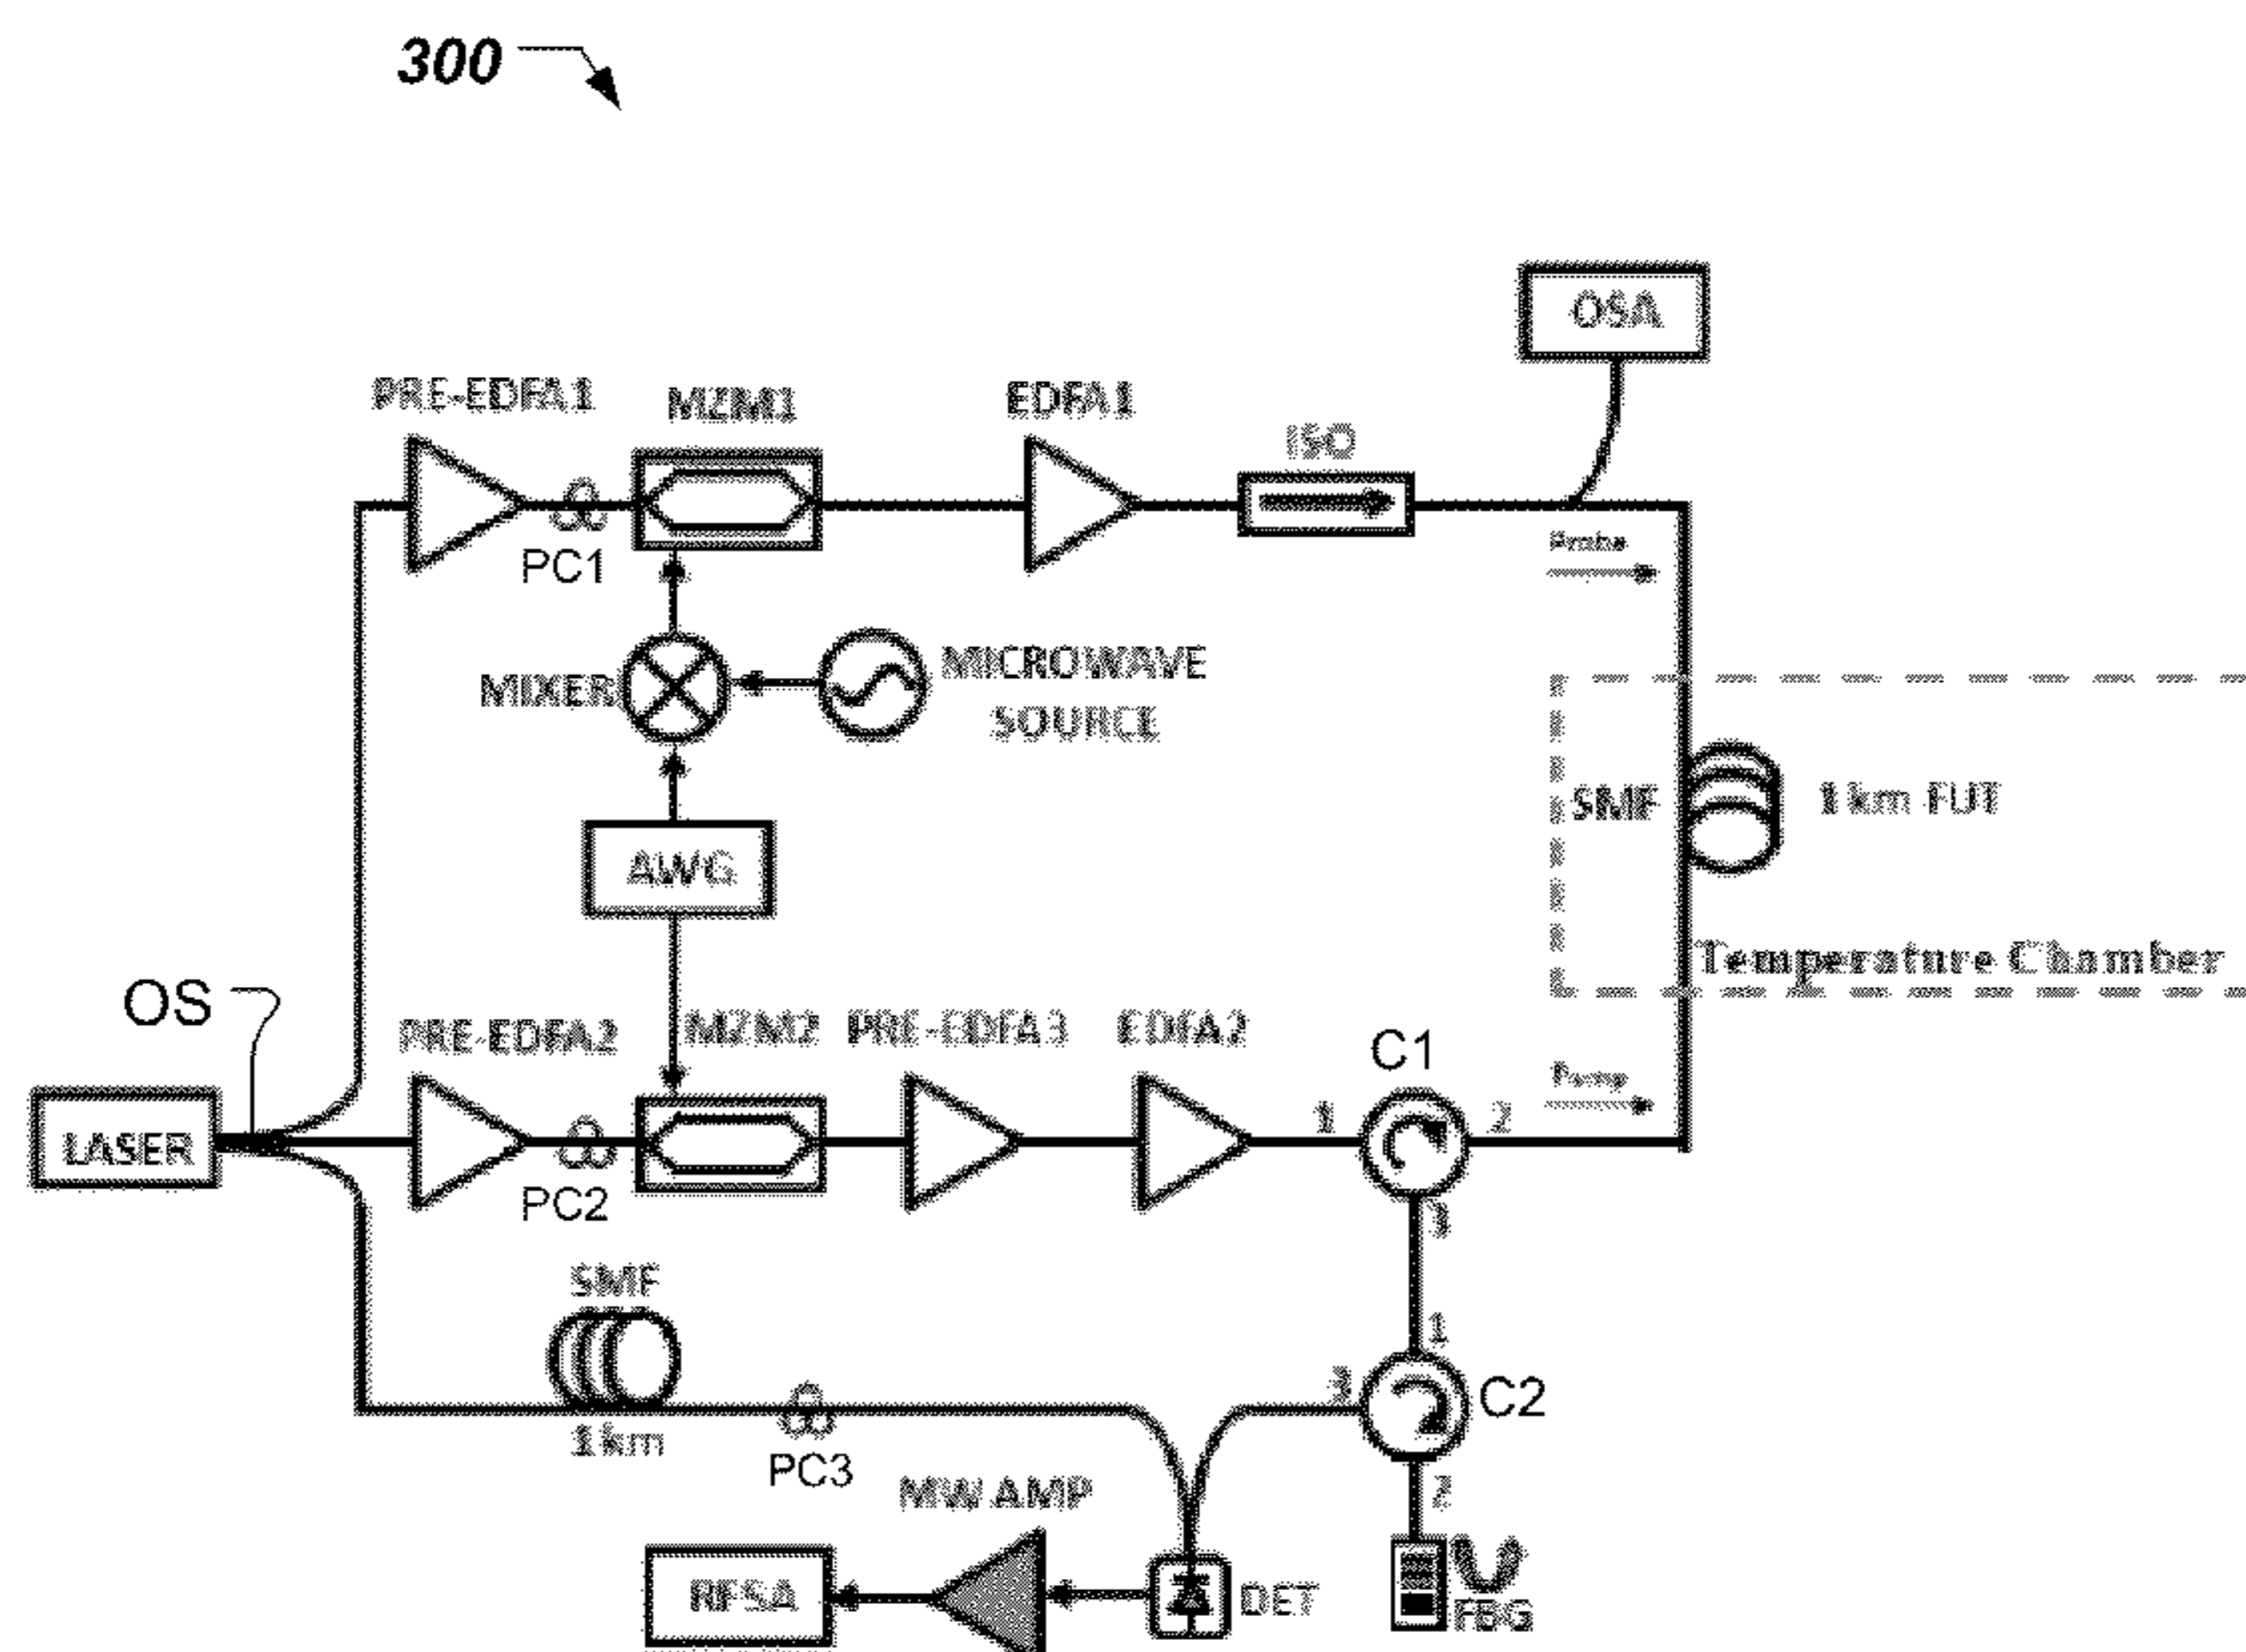 300
OSA
PRE-EDFA1
MZM1
EDFA1
ISO
PC1
Probe
MIXER
MICROWAVE
SOURCE
SMF
1 km FUT
AWG
Temperature Chamber
OS
PRE-EDFA2
MZM2
PRE-EDFA3
EDFA2
C1
Pump
1
2
LASER
PC2
3
SMF
1
3
C2
1 km
PC3
2
MW AMP
RFSA
DET
FBG